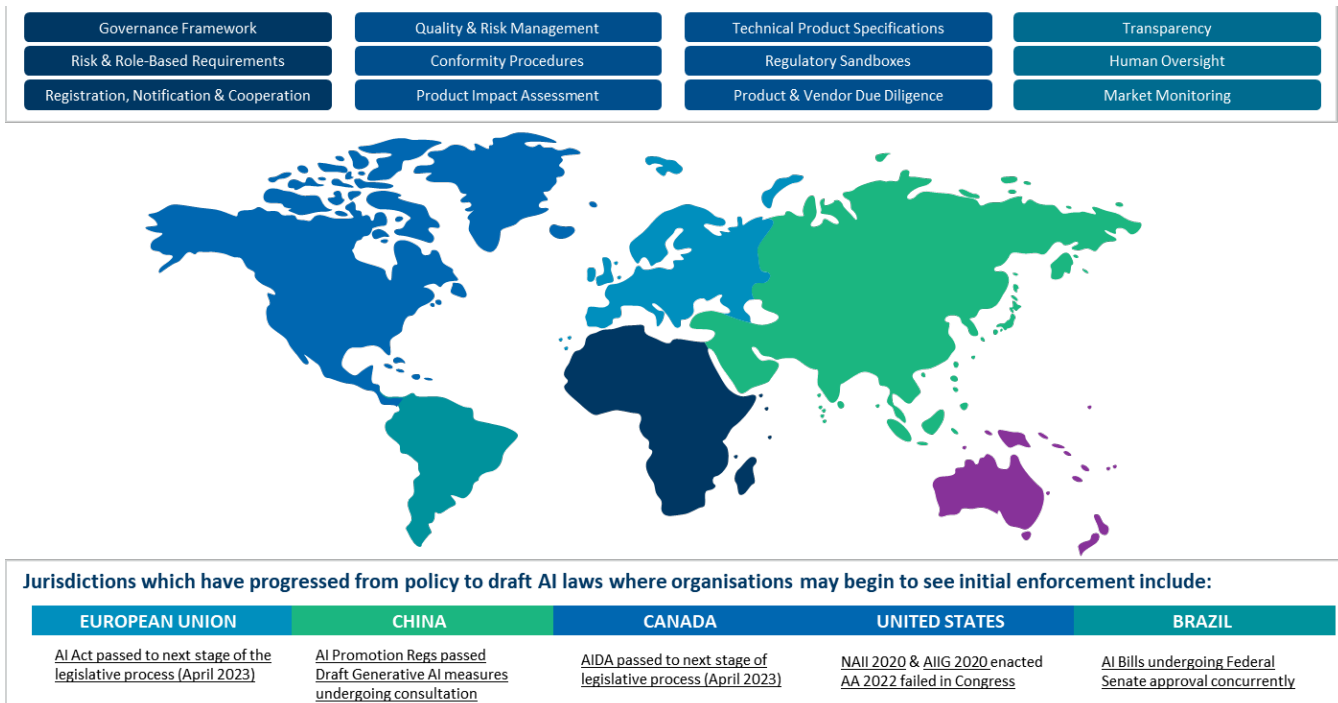 Governance Framework
Quality & Risk Management
Technical Product Specifications
Transparency
Risk & Role-Based Requirements
Conformity Procedures
Regulatory Sandboxes
Human Oversight
Registration, Notification & Cooperation
Product Impact Assessment
Product & Vendor Due Diligence
Market Monitoring
Jurisdictions which have progressed from policy to draft AI laws where organisations may begin to see initial enforcement include:
EUROPEAN UNION
AI Act passed to next stage of the
legislative process (April 2023)
CHINA
AI Promotion Regs passed
Draft Generative AI measures
undergoing consultation
CANADA
AIDA passed to next stage of
legislative process (April 2023)
UNITED STATES
NAII 2020 & AIIG 2020 enacted
AA 2022 failed in Congress
BRAZIL
AI Bills undergoing Federal
Senate approval concurrently